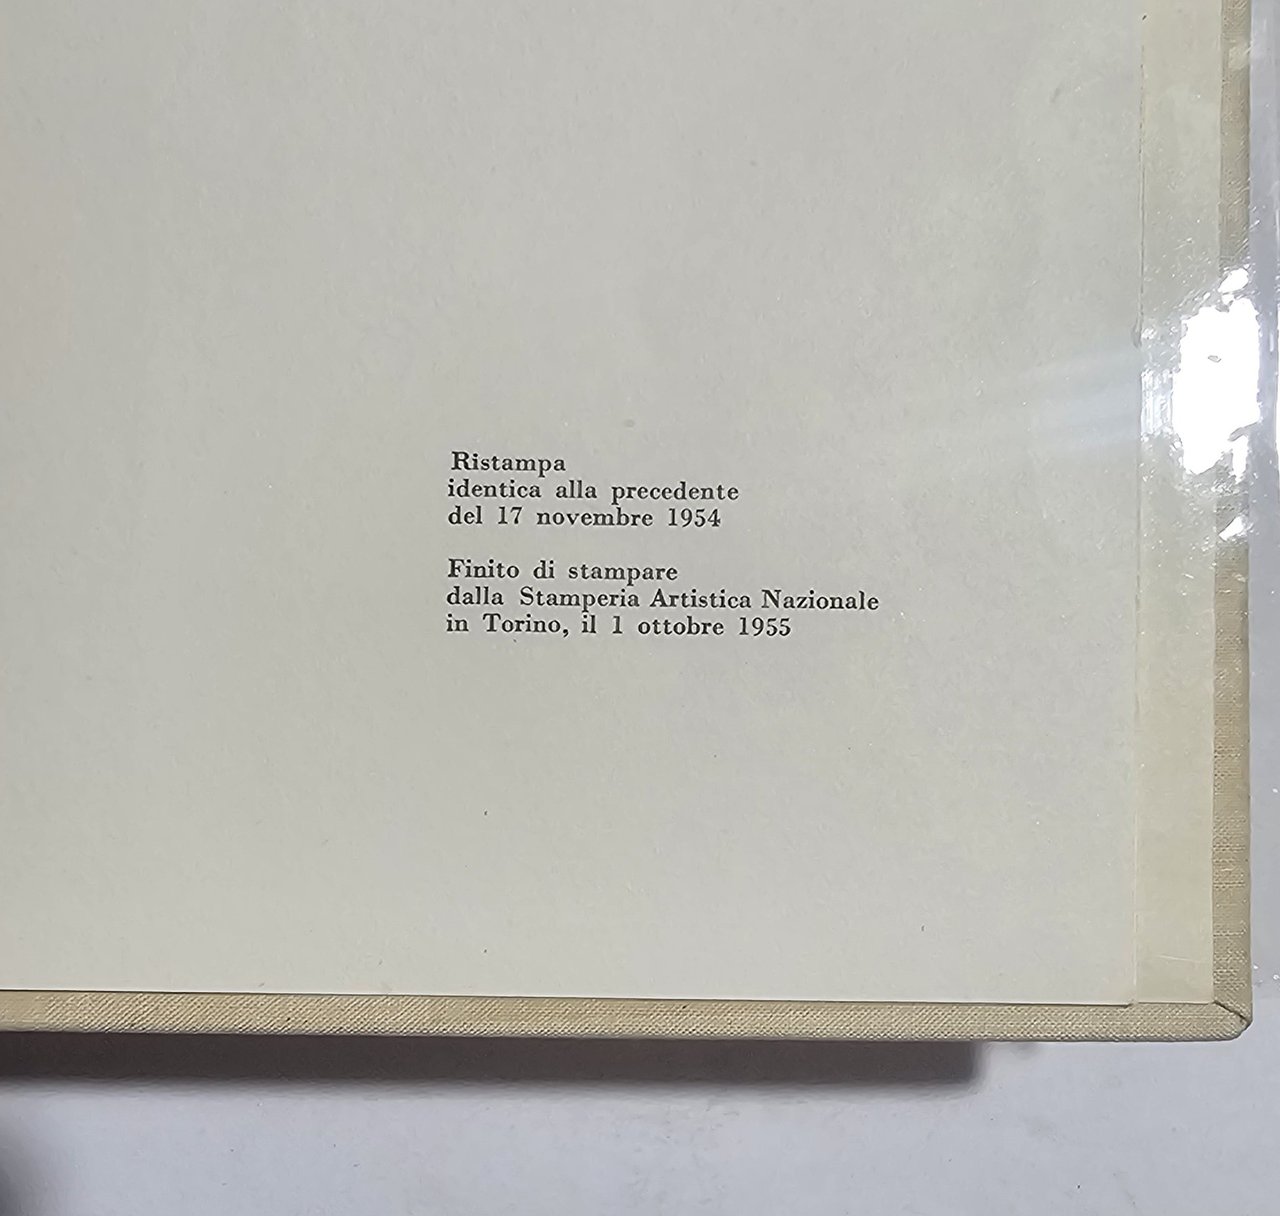 Ristampa
identica alla precedente
del 17 novembre 1954
Finito di stampare
dalla Stamperia Artistica Nazionale
in Torino, il 1 ottobre 1955